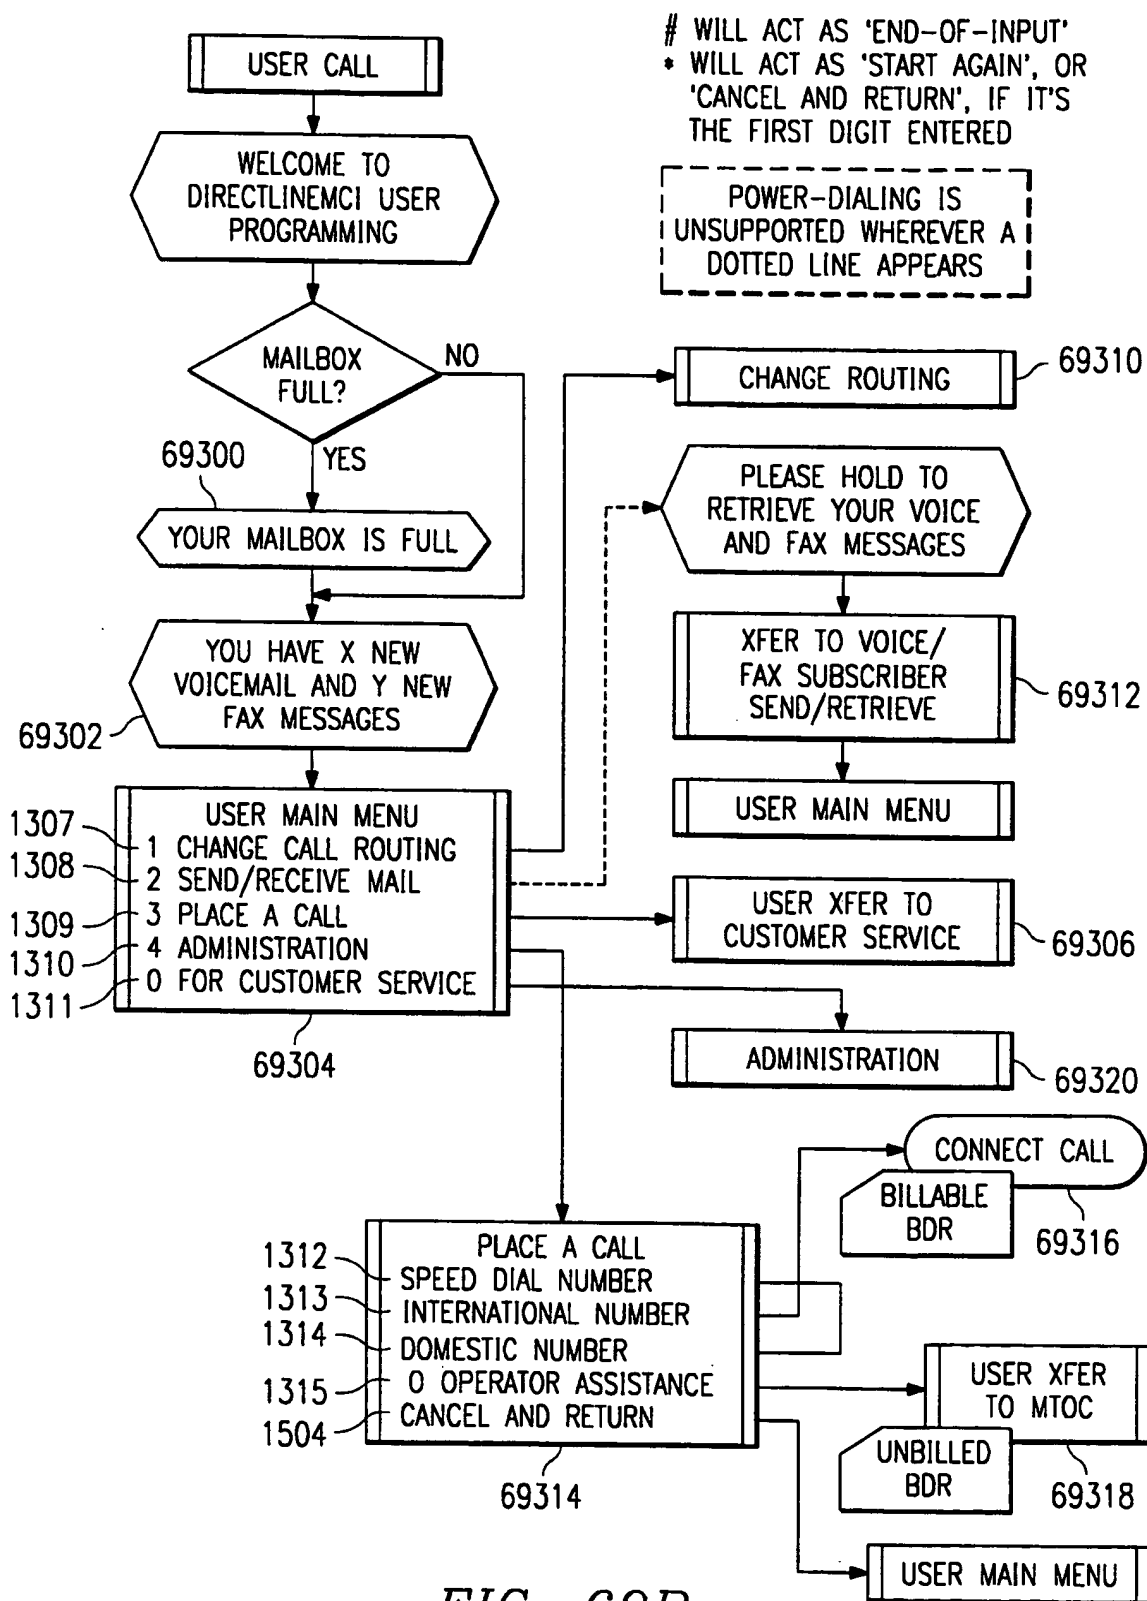 USER CALL
# WILL ACT AS 'END-OF-INPUT'
* WILL ACT AS 'START AGAIN', OR
'CANCEL AND RETURN', IF IT'S
THE FIRST DIGIT ENTERED
WELCOME TO
DIRECTLINEMCI USER
PROGRAMMING
POWER-DIALING IS
UNSUPPORTED WHEREVER A
DOTTED LINE APPEARS
MAILBOX
FULL?
NO
YES
69300
YOUR MAILBOX IS FULL
CHANGE ROUTING
69310
PLEASE HOLD TO
RETRIEVE YOUR VOICE
AND FAX MESSAGES
YOU HAVE X NEW
VOICEMAIL AND Y NEW
FAX MESSAGES
69302
XFER TO VOICE/
FAX SUBSCRIBER
SEND/RETRIEVE
69312
USER MAIN MENU
USER MAIN MENU
1307
1 CHANGE CALL ROUTING
1308
2 SEND/RECEIVE MAIL
1309
3 PLACE A CALL
1310
4 ADMINISTRATION
1311
0 FOR CUSTOMER SERVICE
69304
USER XFER TO
CUSTOMER SERVICE
69306
ADMINISTRATION
69320
CONNECT CALL
BILLABLE
BDR
69316
PLACE A CALL
1312
SPEED DIAL NUMBER
1313
INTERNATIONAL NUMBER
1314
DOMESTIC NUMBER
1315
0 OPERATOR ASSISTANCE
1504
CANCEL AND RETURN
69314
USER XFER
TO MTOC
UNBILLED
BDR
69318
USER MAIN MENU